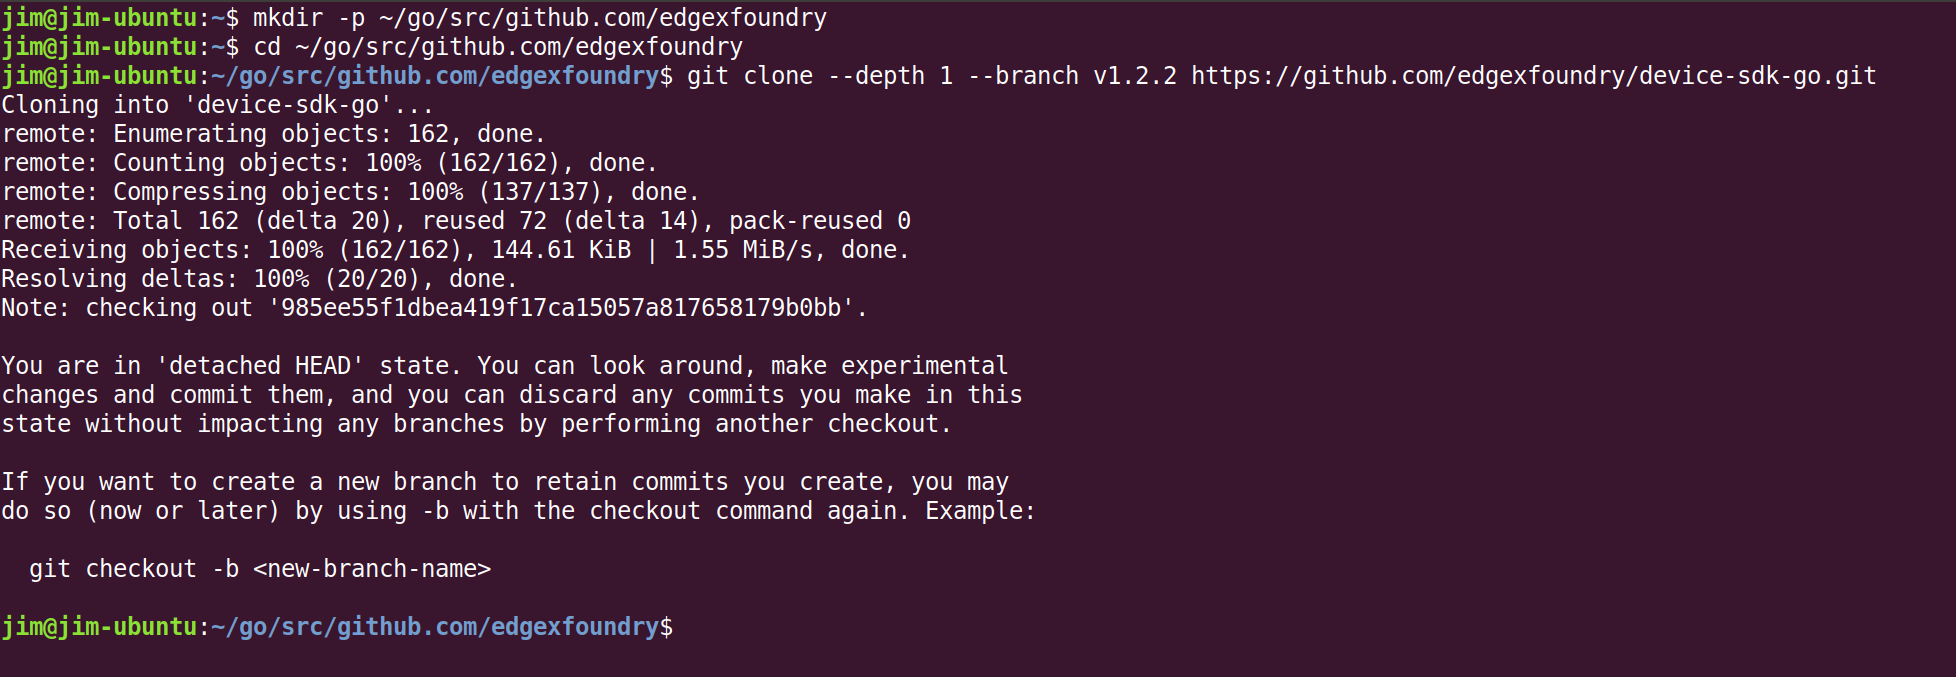 jim@jim-ubuntu:~$ mkdir -p ~/go/src/github.com/edgexfoundry
jim@jim-ubuntu:~$ cd ~/go/src/github.com/edgexfoundry
jim@jim-ubuntu:~/go/src/github.com/edgexfoundry$ git clone --depth 1 --branch v1.2.2 https://github.com/edgexfoundry/device-sdk-go.git
Cloning into 'device-sdk-go'...
remote: Enumerating objects: 162, done.
remote: Counting objects: 100% (162/162), done.
remote: Compressing objects: 100% (137/137), done.
remote: Total 162 (delta 20), reused 72 (delta 14), pack-reused 0
Receiving objects: 100% (162/162), 144.61 KiB | 1.55 MiB/s, done.
Resolving deltas: 100% (20/20), done.
Note: checking out '985ee55f1dbea419f17ca15057a817658179b0bb'.

You are in 'detached HEAD' state. You can look around, make experimental
changes and commit them, and you can discard any commits you make in this
state without impacting any branches by performing another checkout.

If you want to create a new branch to retain commits you create, you may
do so (now or later) by using -b with the checkout command again. Example:

  git checkout -b <new-branch-name>

jim@jim-ubuntu:~/go/src/github.com/edgexfoundry$